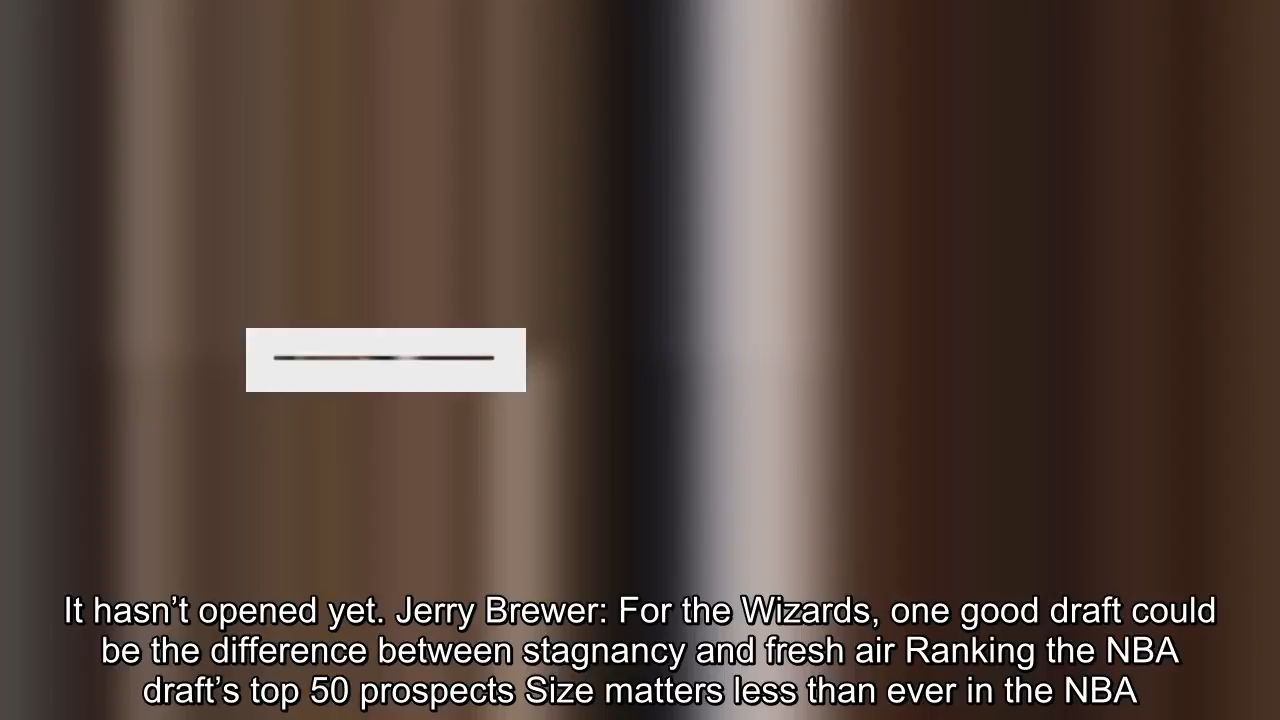 It hasn’t opened yet. Jerry Brewer: For the Wizards, one good draft could
be the difference between stagnancy and fresh air Ranking the NBA
draft’s top 50 prospects Size matters less than ever in the NBA